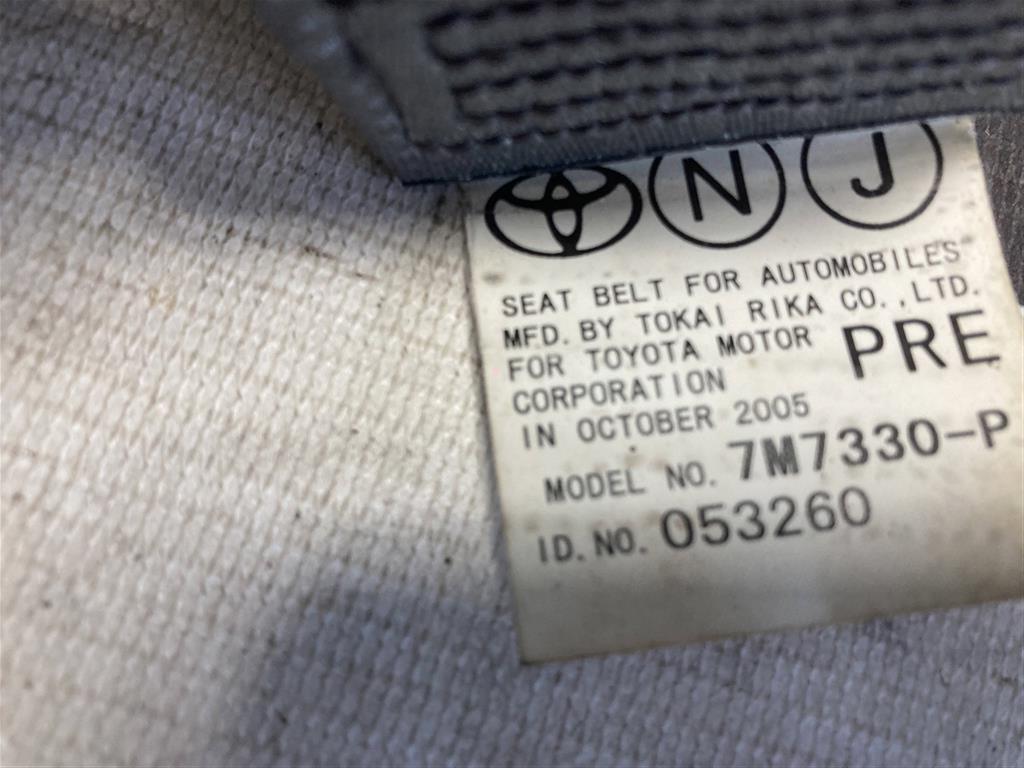 N J
SEAT BELT FOR AUTOMOBILES
MFD. BY TOKAI RIKA CO.,LTD.
FOR TOYOTA MOTOR PRE
CORPORATION
IN OCTOBER 2005
MODEL NO. 7M7330-P
ID. NO. 053260